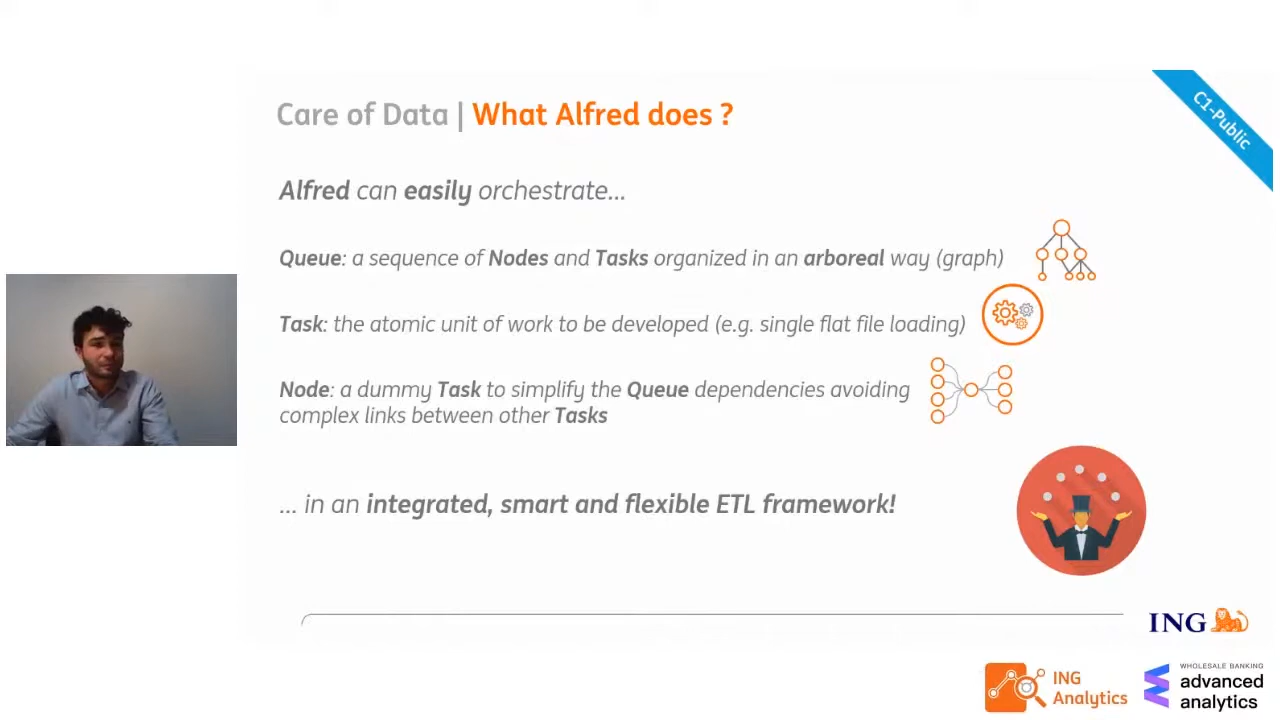 Care of Data | What Alfred does ?
C1-Public
Alfred can easily orchestrate...
Queue: a sequence of Nodes and Tasks organized in an arboreal way (graph)
Task: the atomic unit of work to be developed (e.g. single flat file loading)
Node: a dummy Task to simplify the Queue dependencies avoiding
complex links between other Tasks
... in an integrated, smart and flexible ETL framework!
ING
ING
Analytics
WHOLESALE BANKING
advanced
analytics